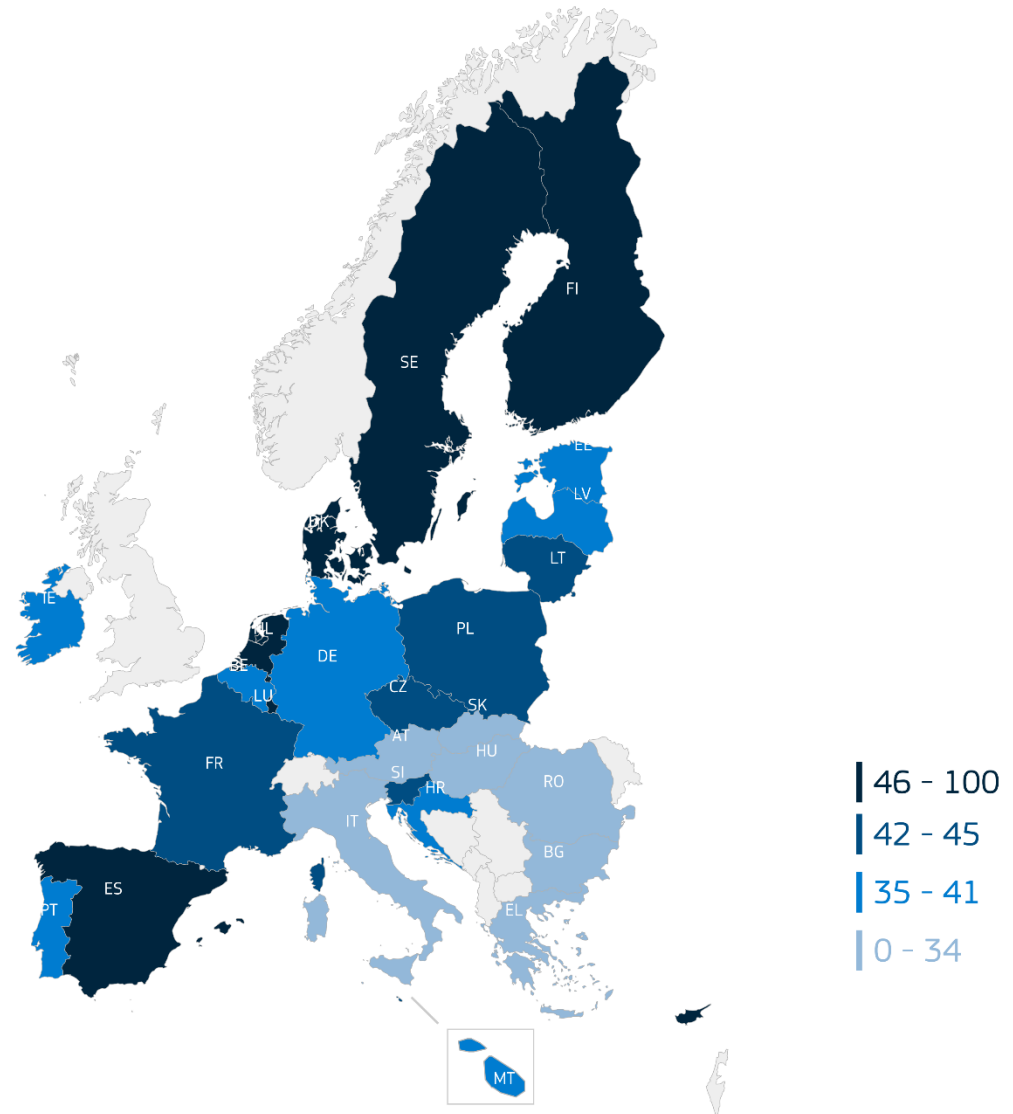 FI
SE
EE
LV
DK
LT
IE
NL
PL
DE
BE
CZ
LU
SK
AT
HU
FR
SI
RO
HR
IT
BG
ES
PT
EL
MT
46 - 100
42 - 45
35 - 41
0 - 34